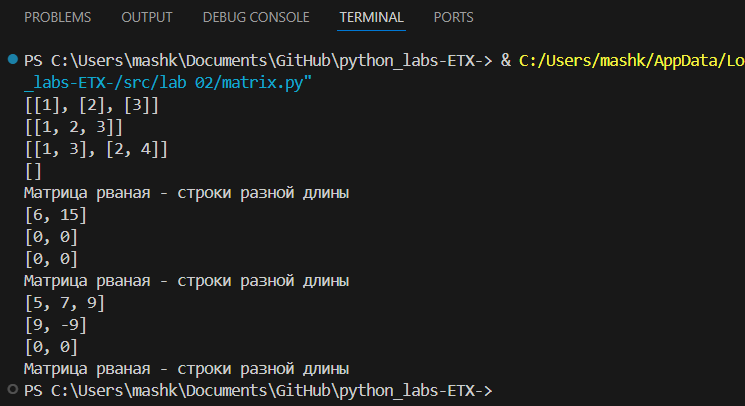 PROBLEMS OUTPUT DEBUG CONSOLE TERMINAL PORTS
PS C:\Users\mashk\Documents\GitHub\python_labs-ETX-> & C:/Users/mashk/AppData/Lo
_labs-ETX-/src/lab 02/matrix.py"
[[1], [2], [3]]
[[1, 2, 3]]
[[1, 3], [2, 4]]
[]
Матрица рваная - строки разной длины
[6, 15]
[0, 0]
[0, 0]
Матрица рваная - строки разной длины
[5, 7, 9]
[9, -9]
[0, 0]
Матрица рваная - строки разной длины
PS C:\Users\mashk\Documents\GitHub\python_labs-ETX->